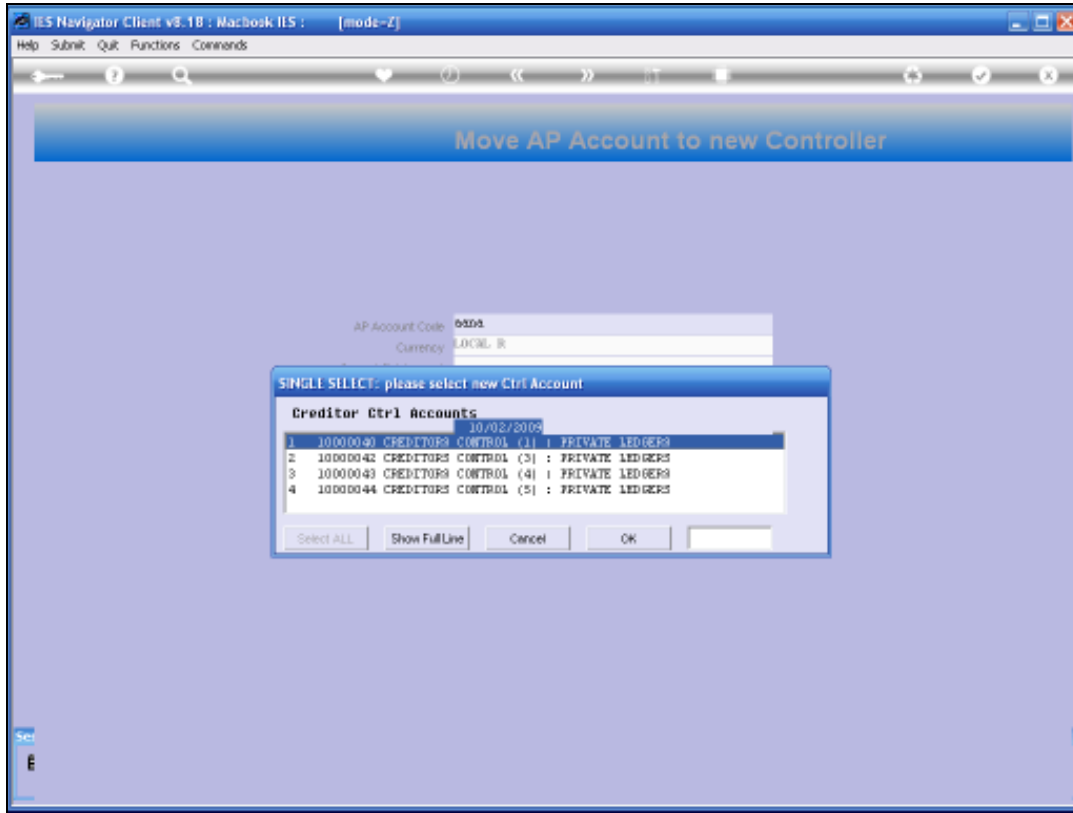 IES Navigator Client v8.18 : Macbook IES : [mode-Z]
Help Submit Quit Functions Commands
Move AP Account to new Controller
AP Account Code
Currency LOCAL R
SINGLE SELECT: please select new Ctrl Account
Creditor Ctrl Accounts
10/02/2009
1 10000040 CREDITORS CONTROL (1) : PRIVATE LEDGERS
2 10000042 CREDITORS CONTROL (3) : PRIVATE LEDGERS
3 10000043 CREDITORS CONTROL (4) : PRIVATE LEDGERS
4 10000044 CREDITORS CONTROL (5) : PRIVATE LEDGERS
Select ALL Show Full Line Cancel OK
Ser